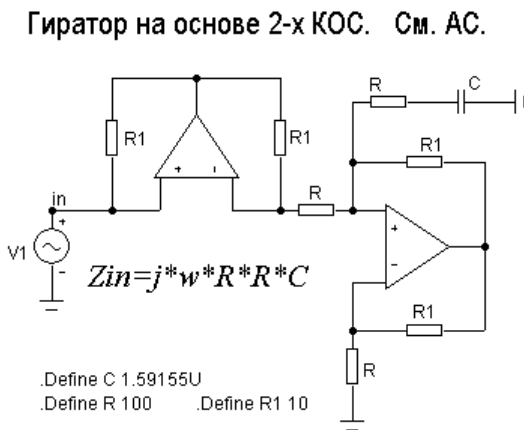 Гиратор на основе 2-х КОС. См. АС.
R
C
R1
R1
R1
+
-
R
in
+
+
V1
-
-
Zin=j*w*R*R*C
R1
R
.Define C 1.59155U
.Define R 100 .Define R1 10